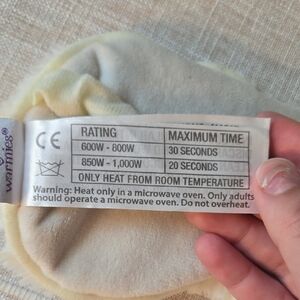 warmies®
CE
RATING MAXIMUM TIME
600W - 800W 30 SECONDS
850W - 1,000W 20 SECONDS
ONLY HEAT FROM ROOM TEMPERATURE
Warning: Heat only in a microwave oven. Only adults
should operate a microwave oven. Do not overheat.